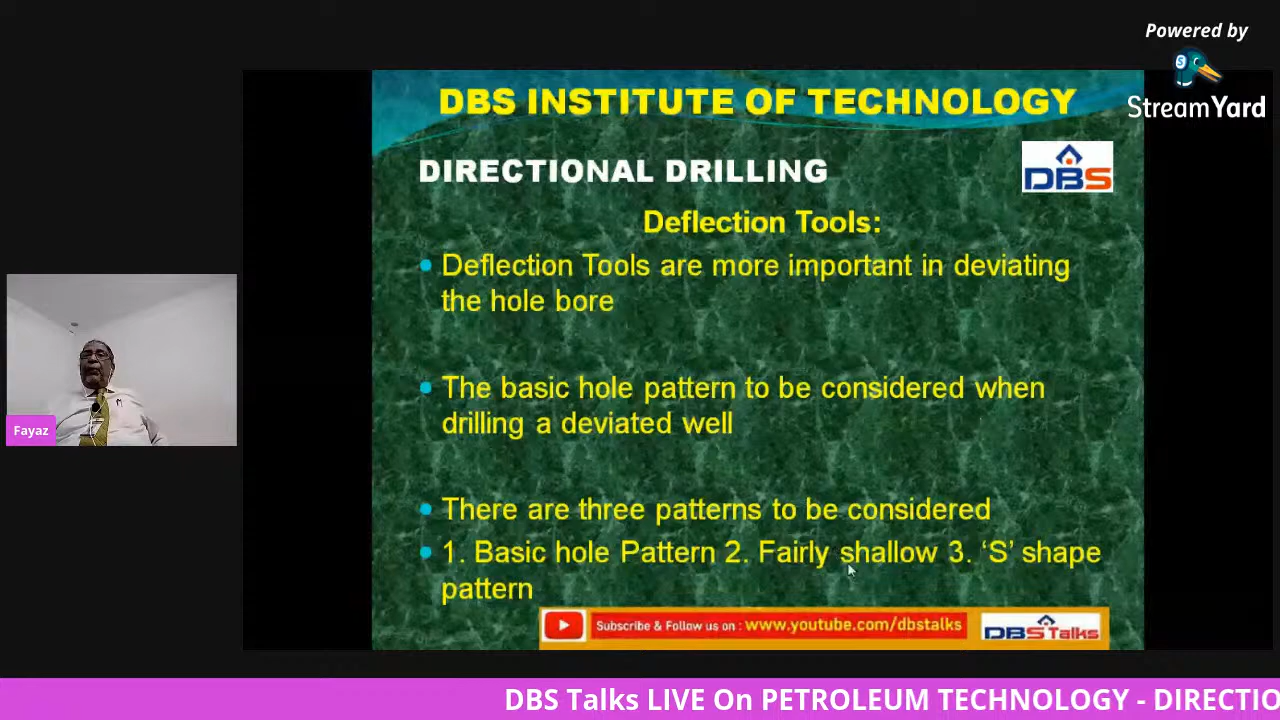 Powered by
StreamYard
DBS INSTITUTE OF TECHNOLOGY
DIRECTIONAL DRILLING
DBS
Deflection Tools:
Deflection Tools are more important in deviating
the hole bore
The basic hole pattern to be considered when
drilling a deviated well
There are three patterns to be considered
1. Basic hole Pattern 2. Fairly shallow 3. ‘S’ shape
pattern
Subscribe & Follow us on : www.youtube.com/dbstalks
DBS Talks
Fayaz
DBS Talks LIVE On PETROLEUM TECHNOLOGY - DIRECTIO